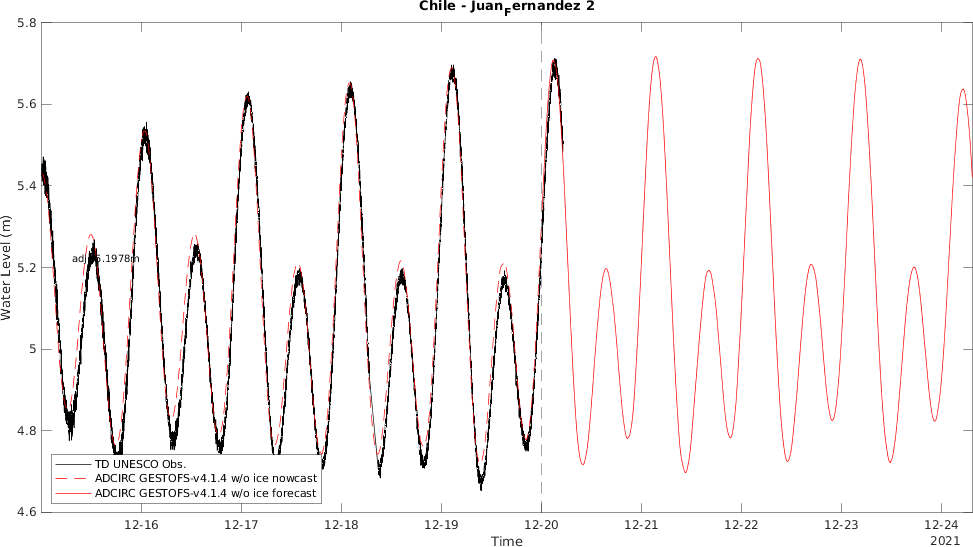 Chile - Juan_Fernandez 2
5.8
5.6
5.4
5.2
5
4.8
4.6
Water Level (m)
5.1978m
TD UNESCO Obs.
ADCIRC GESTOFS-v4.1.4 w/o ice nowcast
ADCIRC GESTOFS-v4.1.4 w/o ice forecast
12-16
12-17
12-18
12-19
12-20
12-21
12-22
12-23
12-24
Time
2021